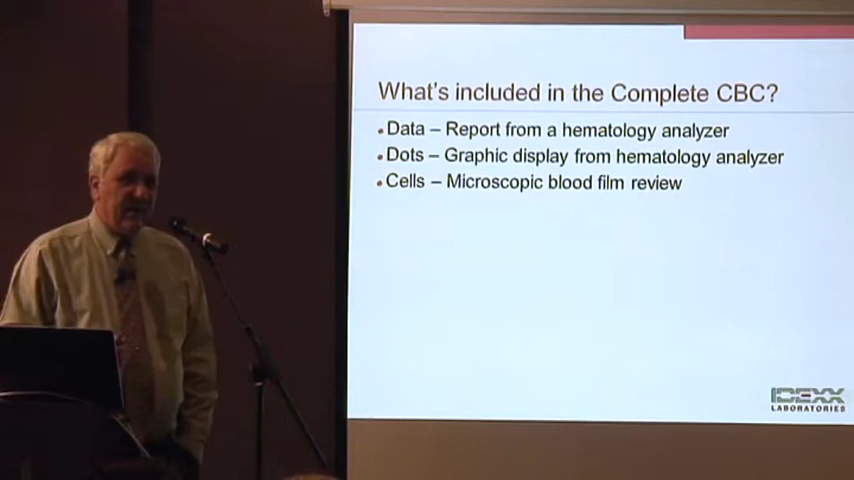 What's included in the Complete CBC?
•Data – Report from a hematology analyzer
•Dots – Graphic display from hematology analyzer
•Cells – Microscopic blood film review
IDEXX
LABORATORIES